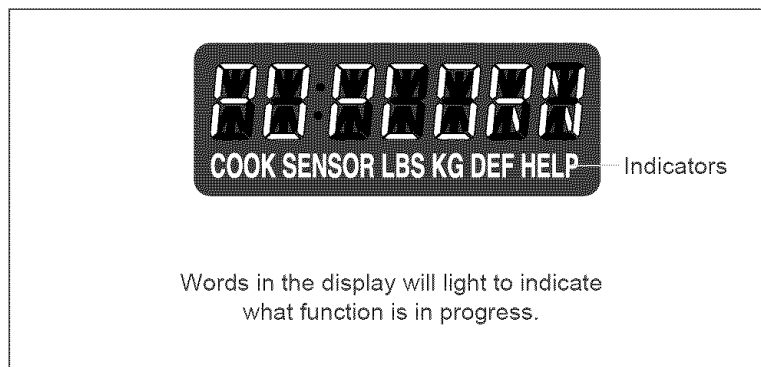 POPCORN
COOK SENSOR LBS KG DEF HELP
Indicators
Words in the display will light to indicate
what function is in progress.